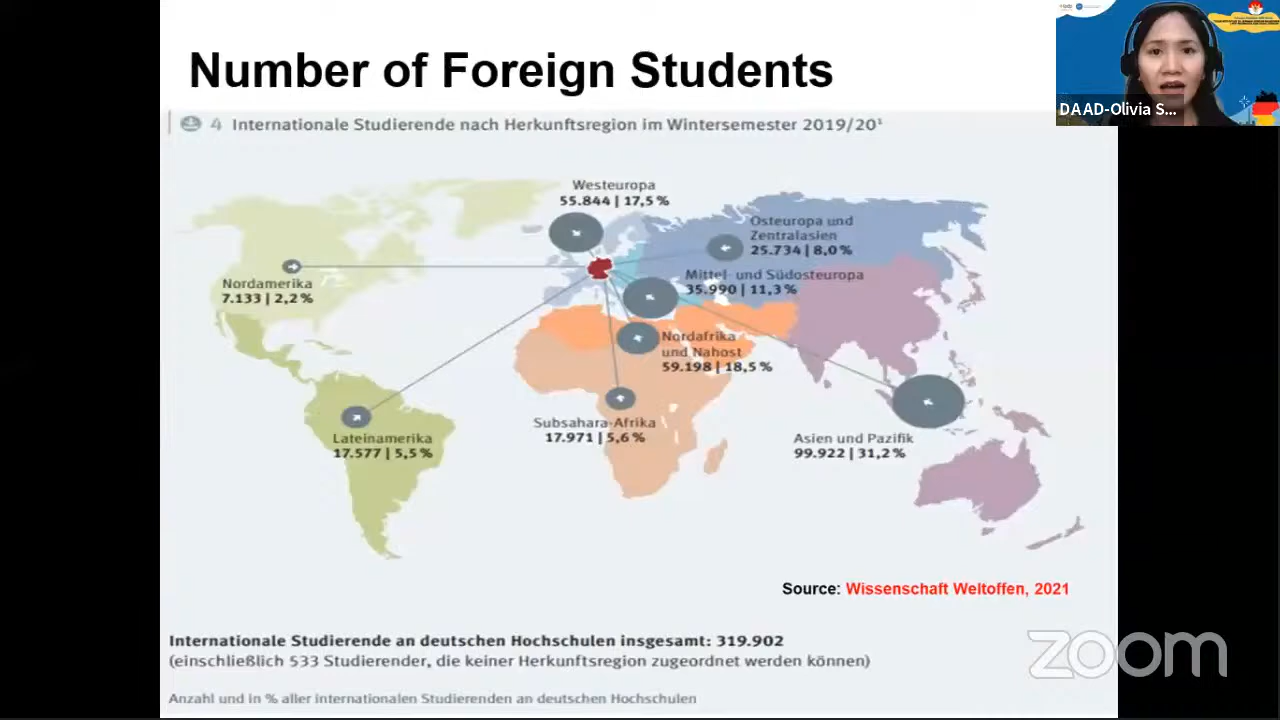 Number of Foreign Students
4 Internationale Studierende nach Herkunftsregion im Wintersemester 2019/20¹
Westeuropa
55.844 | 17,5 %
Osteuropa und
Zentralasien
25.734 | 8,0 %
Mittel- und Südosteuropa
35.990 | 11,3 %
Nordamerika
7.133 | 2,2 %
Nordafrika
und Nahost
59.198 | 18,5 %
Subsahara-Afrika
17.971 | 5,6 %
Lateinamerika
17.577 | 5,5 %
Asien und Pazifik
99.922 | 31,2 %
Source: Wissenschaft Weltoffen, 2021
Internationale Studierende an deutschen Hochschulen insgesamt: 319.902
(einschließlich 533 Studierender, die keiner Herkunftsregion zugeordnet werden können)
Anzahl und in % aller internationalen Studierenden an deutschen Hochschulen
DAAD-Olivia S...
zoom